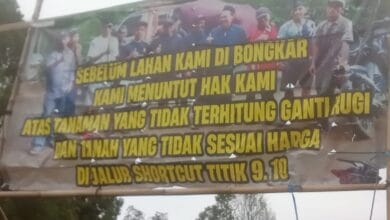 SEBELUM LAHAN KAMI DI BONGKAR
KAMI MENUNTUT HAK KAMI
ATAS TANAMAN YANG TIDAK TERHITUNG GANTI RUGI
DAN TANAH YANG TIDAK SESUAI HARGA
DI JALUR SHORTCUT TITIK 9. 10